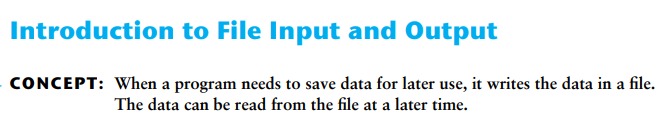 Introduction to File Input and Output
CONCEPT: When a program needs to save data for later use, it writes the data in a file.
The data can be read from the file at a later time.